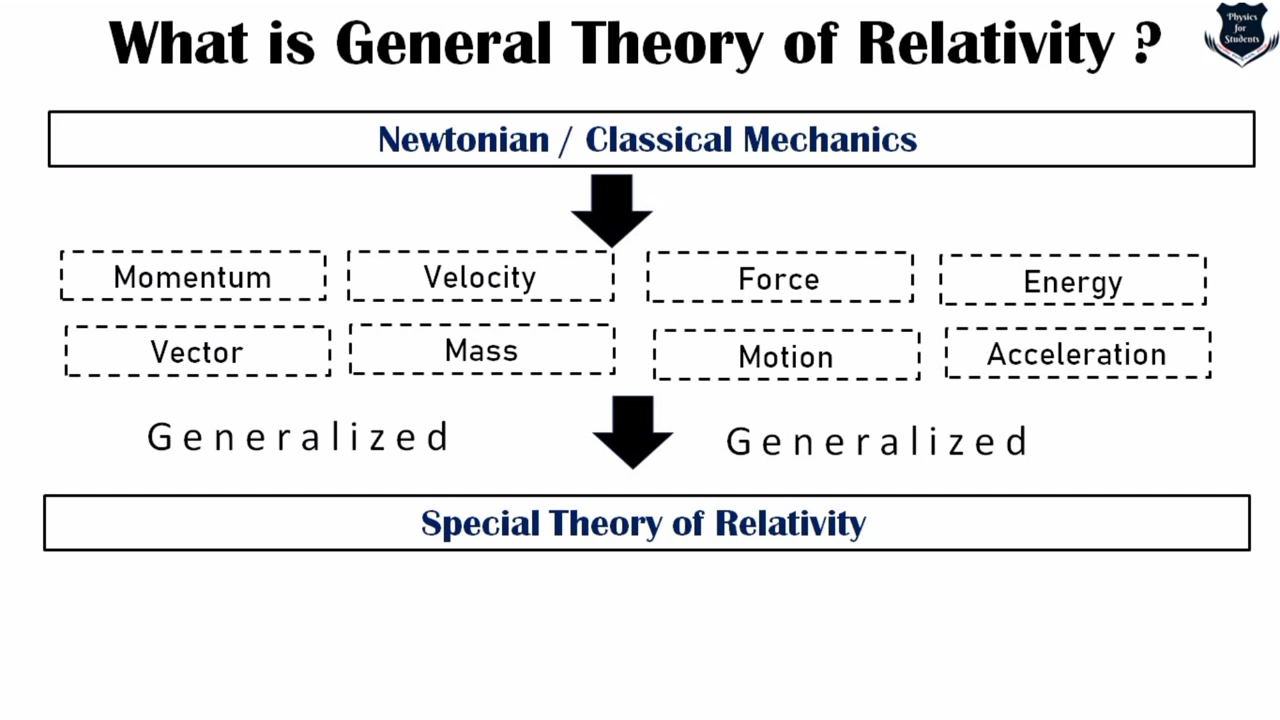 What is General Theory of Relativity ?
Physics
for
Students
Newtonian / Classical Mechanics
Momentum
Velocity
Force
Energy
Vector
Mass
Motion
Acceleration
Generalized
Generalized
Special Theory of Relativity